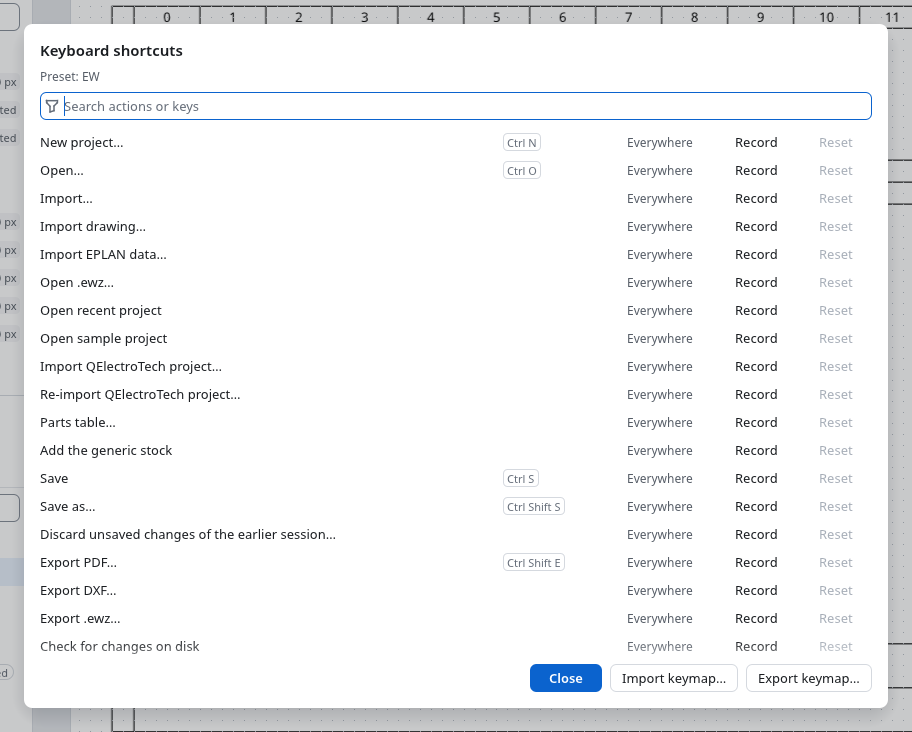 0 1 2 3 4 5 6 7 8 9 10 11
Keyboard shortcuts
Preset: EW
Search actions or keys
New project... Ctrl N Everywhere Record Reset
Open... Ctrl O Everywhere Record Reset
Import... Everywhere Record Reset
Import drawing... Everywhere Record Reset
Import EPLAN data... Everywhere Record Reset
Open .ewz... Everywhere Record Reset
Open recent project Everywhere Record Reset
Open sample project Everywhere Record Reset
Import QElectroTech project... Everywhere Record Reset
Re-import QElectroTech project... Everywhere Record Reset
Parts table... Everywhere Record Reset
Add the generic stock Everywhere Record Reset
Save Ctrl S Everywhere Record Reset
Save as... Ctrl Shift S Everywhere Record Reset
Discard unsaved changes of the earlier session... Everywhere Record Reset
Export PDF... Ctrl Shift E Everywhere Record Reset
Export DXF... Everywhere Record Reset
Export .ewz... Everywhere Record Reset
Check for changes on disk Everywhere Record Reset
Close Import keymap... Export keymap...
px
px
px
px
px
px